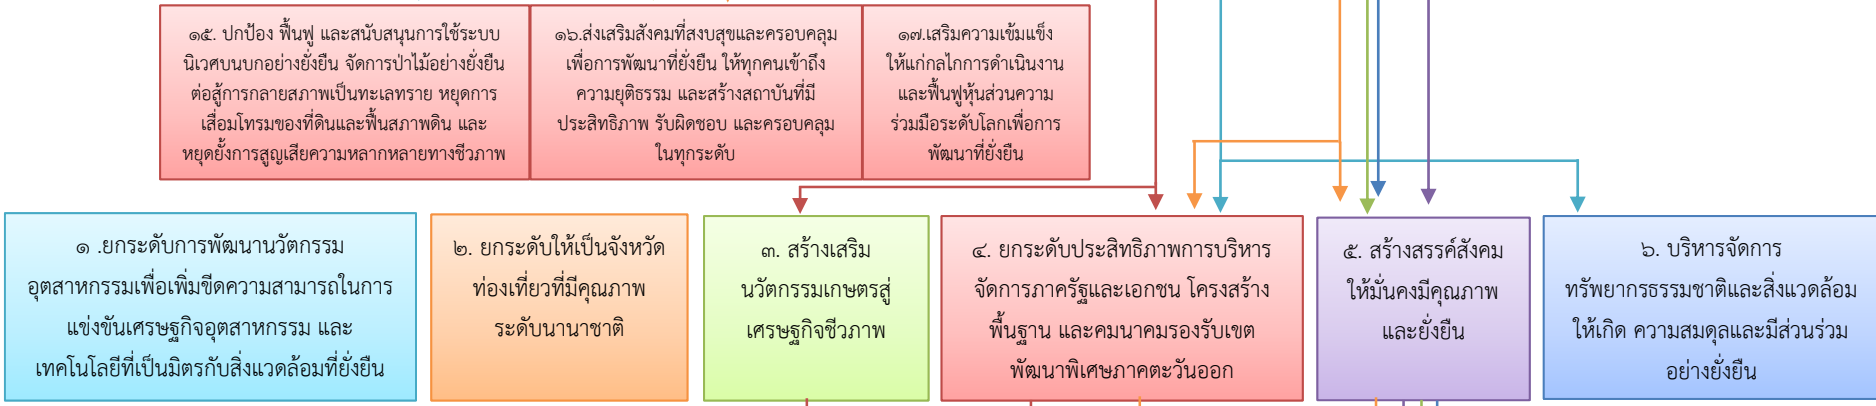 ๑๕. ปกป้อง ฟื้นฟู และสนับสนุนการใช้ระบบ
นิเวศบนบกอย่างยั่งยืน จัดการป่าไม้อย่างยั่งยืน
ต่อสู้การกลายสภาพเป็นทะเลทราย หยุดการ
เสื่อมโทรมของที่ดินและฟื้นสภาพดิน และ
หยุดยั้งการสูญเสียความหลากหลายทางชีวภาพ
๑๖.ส่งเสริมสังคมที่สงบสุขและครอบคลุม
เพื่อการพัฒนาที่ยั่งยืน ให้ทุกคนเข้าถึง
ความยุติธรรม และสร้างสถาบันที่มี
ประสิทธิภาพ รับผิดชอบ และครอบคลุม
ในทุกระดับ
๑๗.เสริมความเข้มแข็ง
ให้แก่กลไกการดำเนินงาน
และฟื้นฟูหุ้นส่วนความ
ร่วมมือระดับโลกเพื่อการ
พัฒนาที่ยั่งยืน
๑ .ยกระดับการพัฒนานวัตกรรม
อุตสาหกรรมเพื่อเพิ่มขีดความสามารถในการ
แข่งขันเศรษฐกิจอุตสาหกรรม และ
เทคโนโลยีที่เป็นมิตรกับสิ่งแวดล้อมที่ยั่งยืน
๒. ยกระดับให้เป็นจังหวัด
ท่องเที่ยวที่มีคุณภาพ
ระดับนานาชาติ
๓. สร้างเสริม
นวัตกรรมเกษตรสู่
เศรษฐกิจชีวภาพ
๔. ยกระดับประสิทธิภาพการบริหาร
จัดการภาครัฐและเอกชน โครงสร้าง
พื้นฐาน และคมนาคมรองรับเขต
พัฒนาพิเศษภาคตะวันออก
๕. สร้างสรรค์สังคม
ให้มั่นคงมีคุณภาพ
และยั่งยืน
๖. บริหารจัดการ
ทรัพยากรธรรมชาติและสิ่งแวดล้อม
ให้เกิด ความสมดุลและมีส่วนร่วม
อย่างยั่งยืน